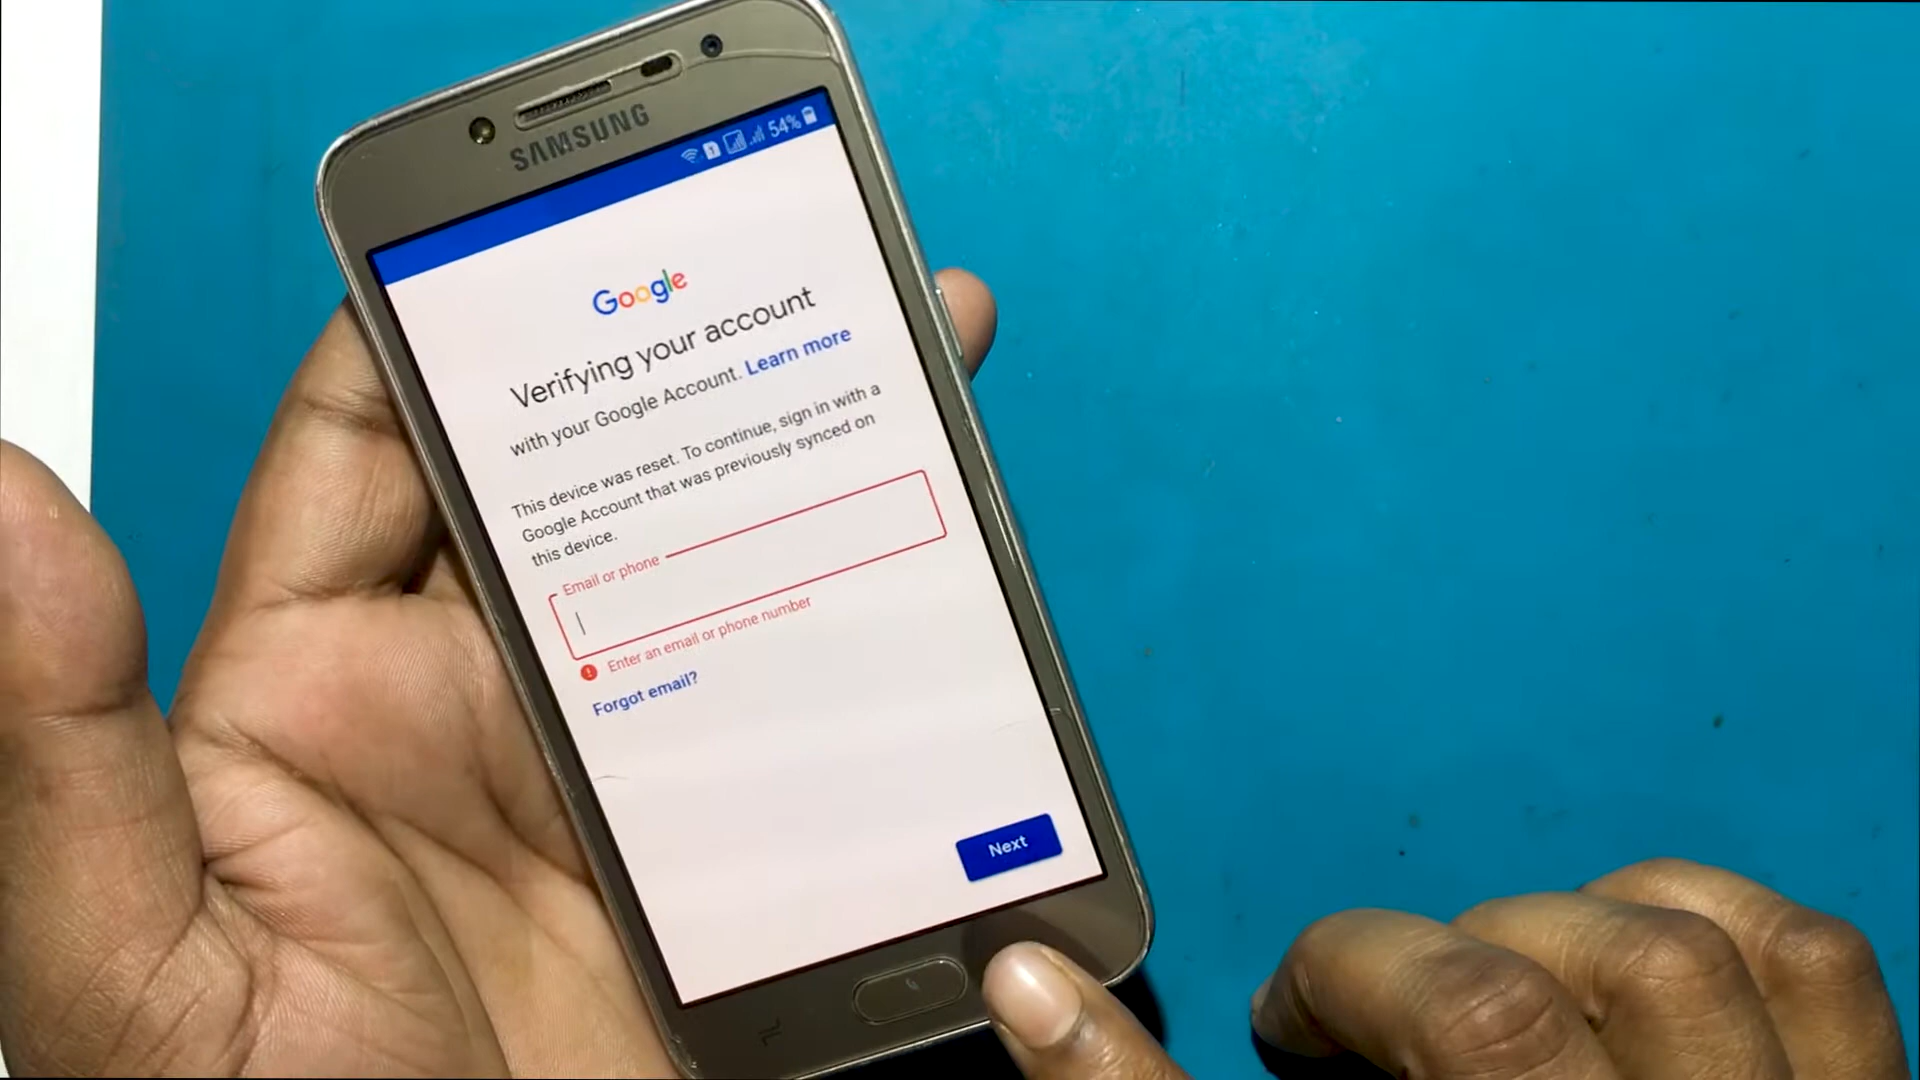 SAMSUNG
54%
Google
Verifying your account
with your Google Account. Learn more
This device was reset. To continue, sign in with a
Google Account that was previously synced on
this device.
Email or phone
Enter an email or phone number
Forgot email?
Next